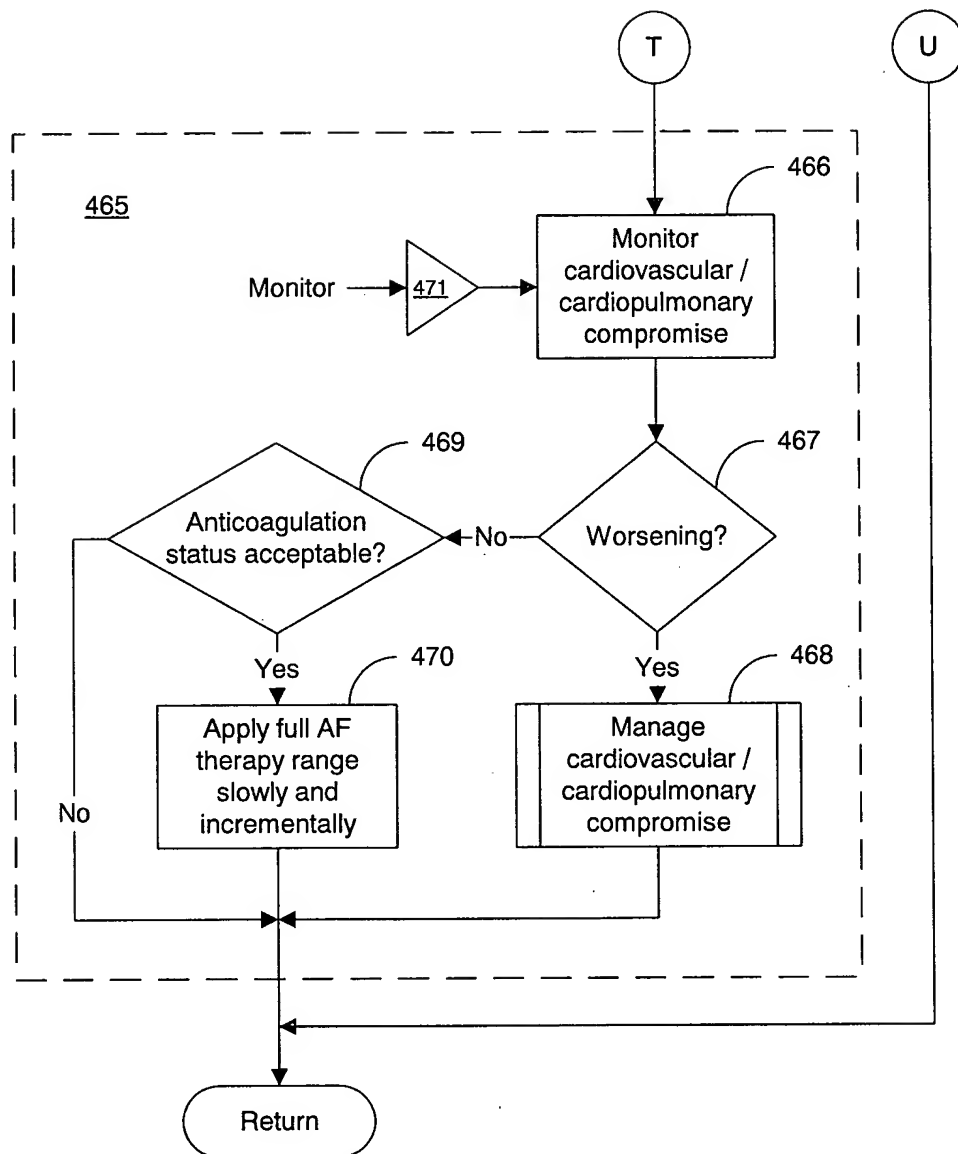 T
U
465
466
Monitor
cardiovascular /
cardiopulmonary
compromise
Monitor
471
469
467
Anticoagulation
status acceptable?
No
Worsening?
Yes
470
Yes
468
Apply full AF
therapy range
slowly and
incrementally
Manage
cardiovascular /
cardiopulmonary
compromise
No
Return